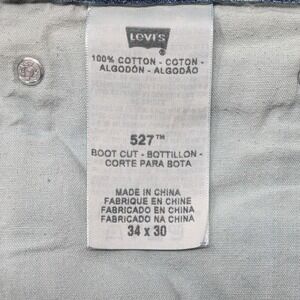 LEVI'S
100% COTTON - COTON -
ALGODÓN - ALGODÃO
527™
BOOT CUT - BOTTILLON -
CORTE PARA BOTA
MADE IN CHINA
FABRIQUE EN CHINE
FABRICADO EN CHINA
FABRICADO NA CHINA
34 x 30